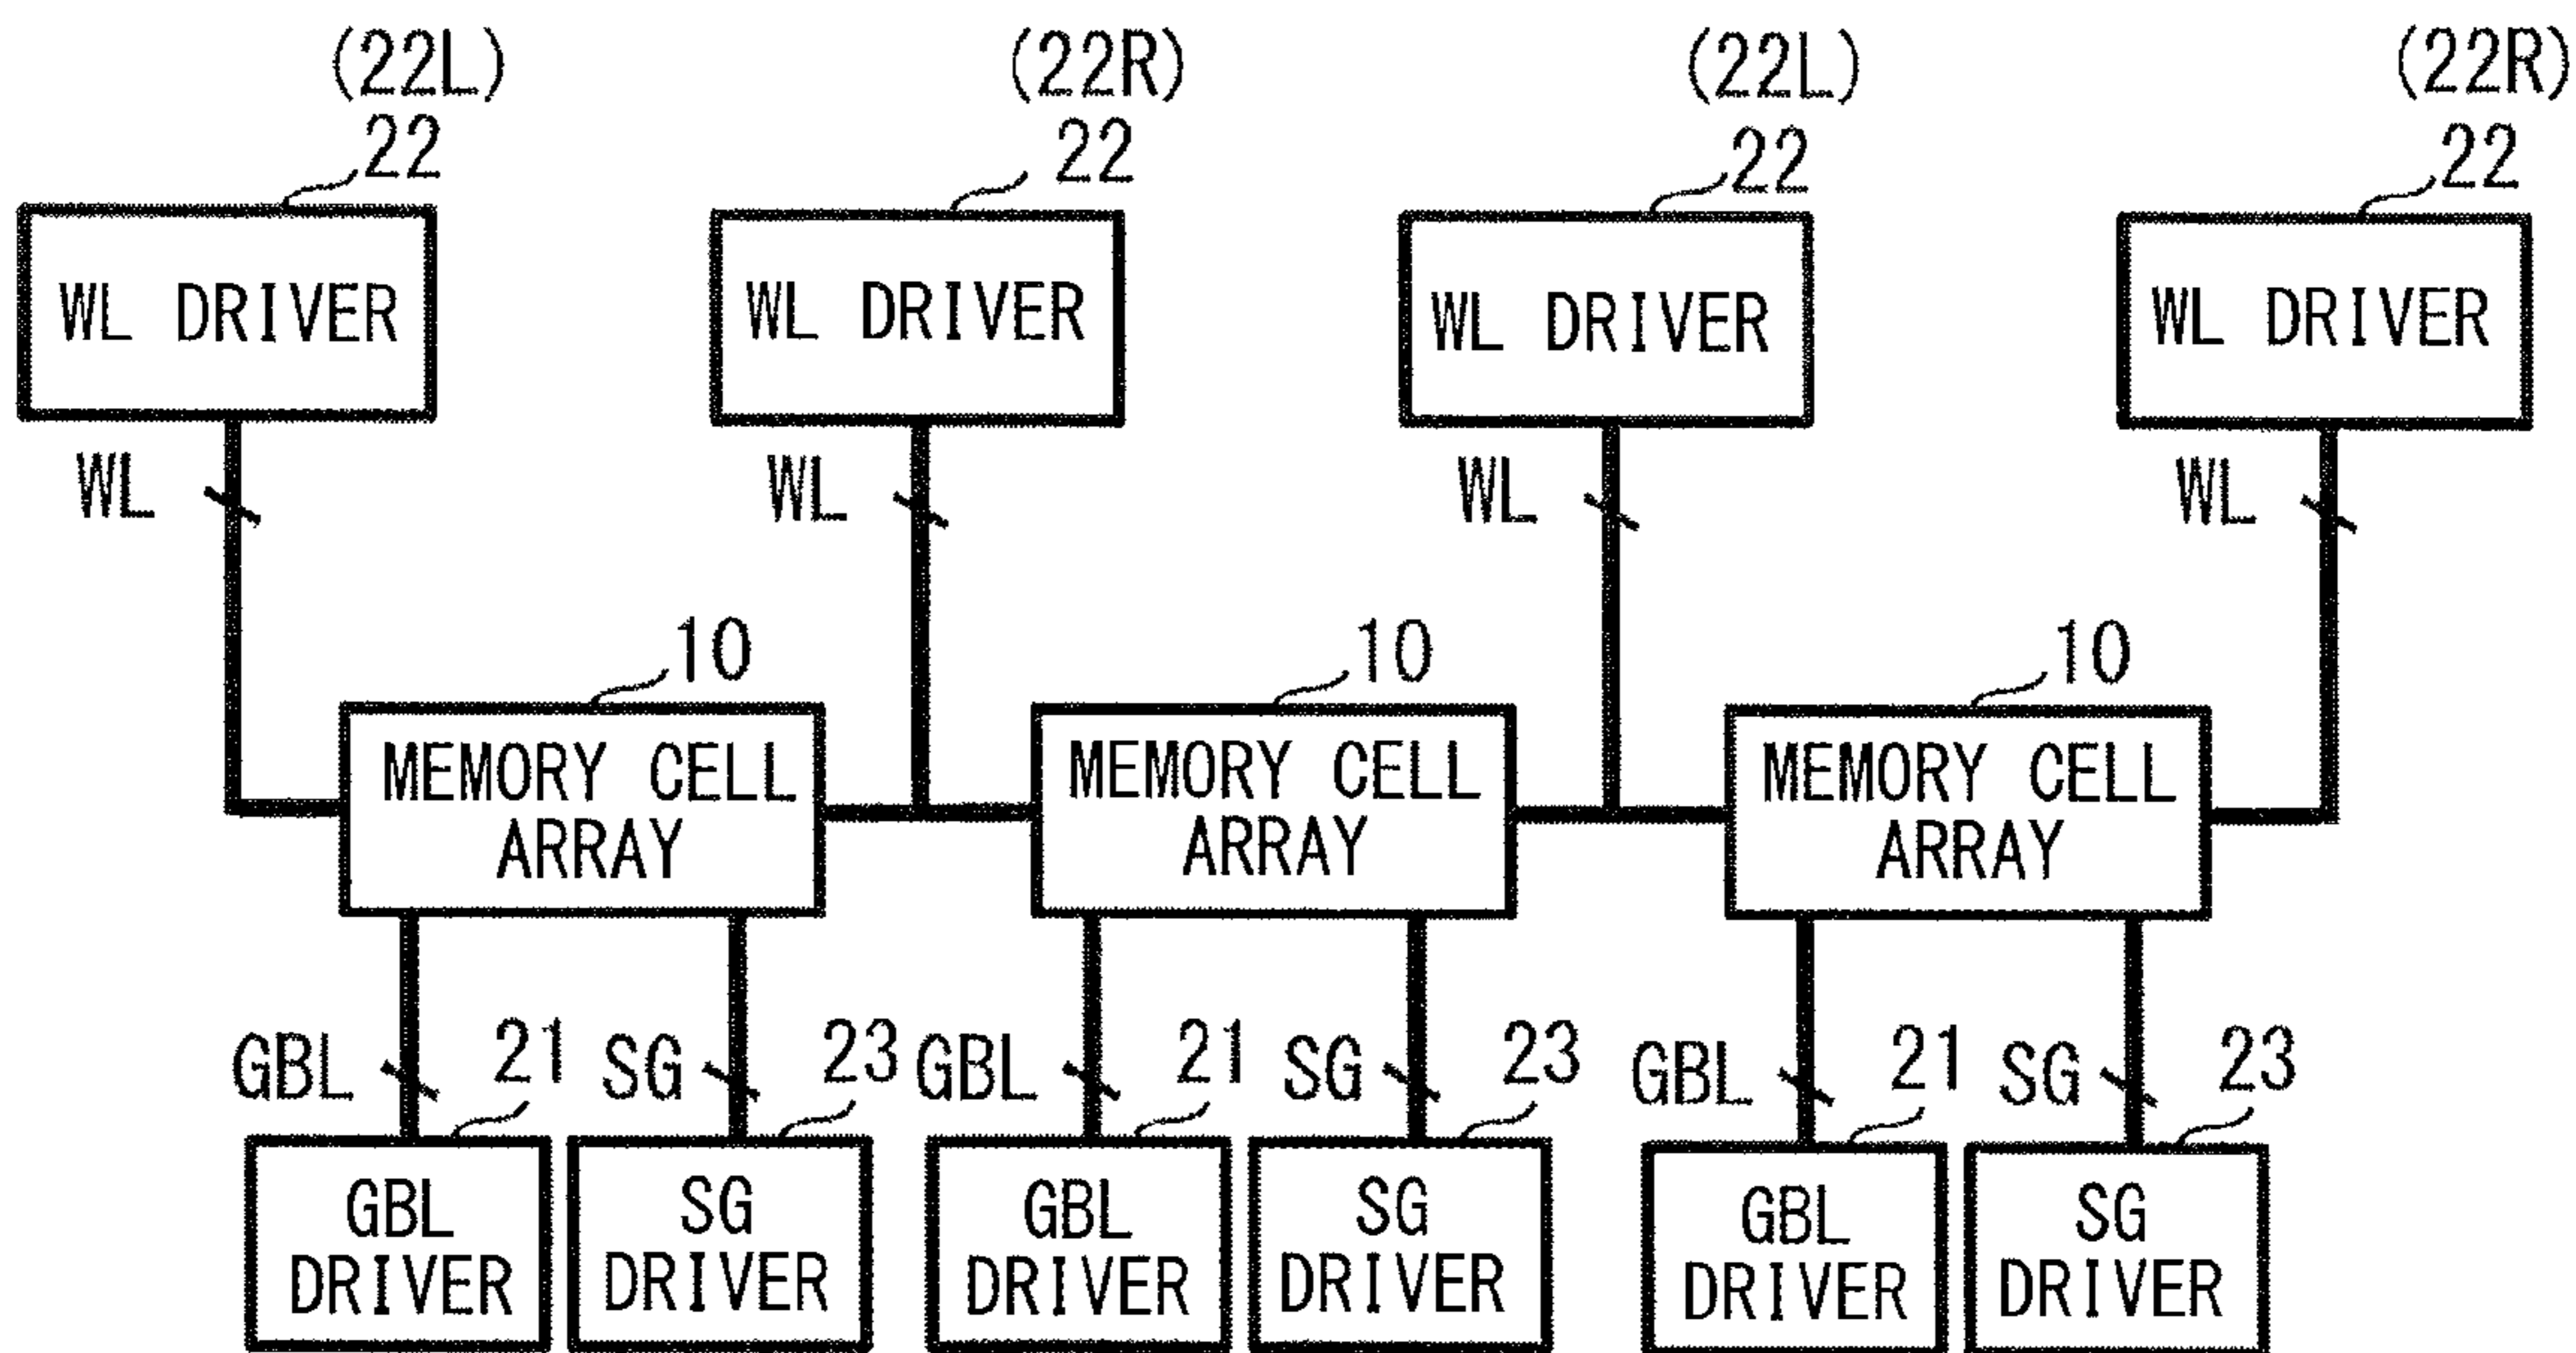 (22L) (22R) (22L) (22R)
22 22 22 22
WL DRIVER WL DRIVER WL DRIVER WL DRIVER
WL WL WL WL
10 10 10
MEMORY CELL MEMORY CELL MEMORY CELL
ARRAY ARRAY ARRAY
GBL 21 SG 23 GBL 21 SG 23 GBL 21 SG 23
GBL SG GBL SG GBL SG
DRIVER DRIVER DRIVER DRIVER DRIVER DRIVER